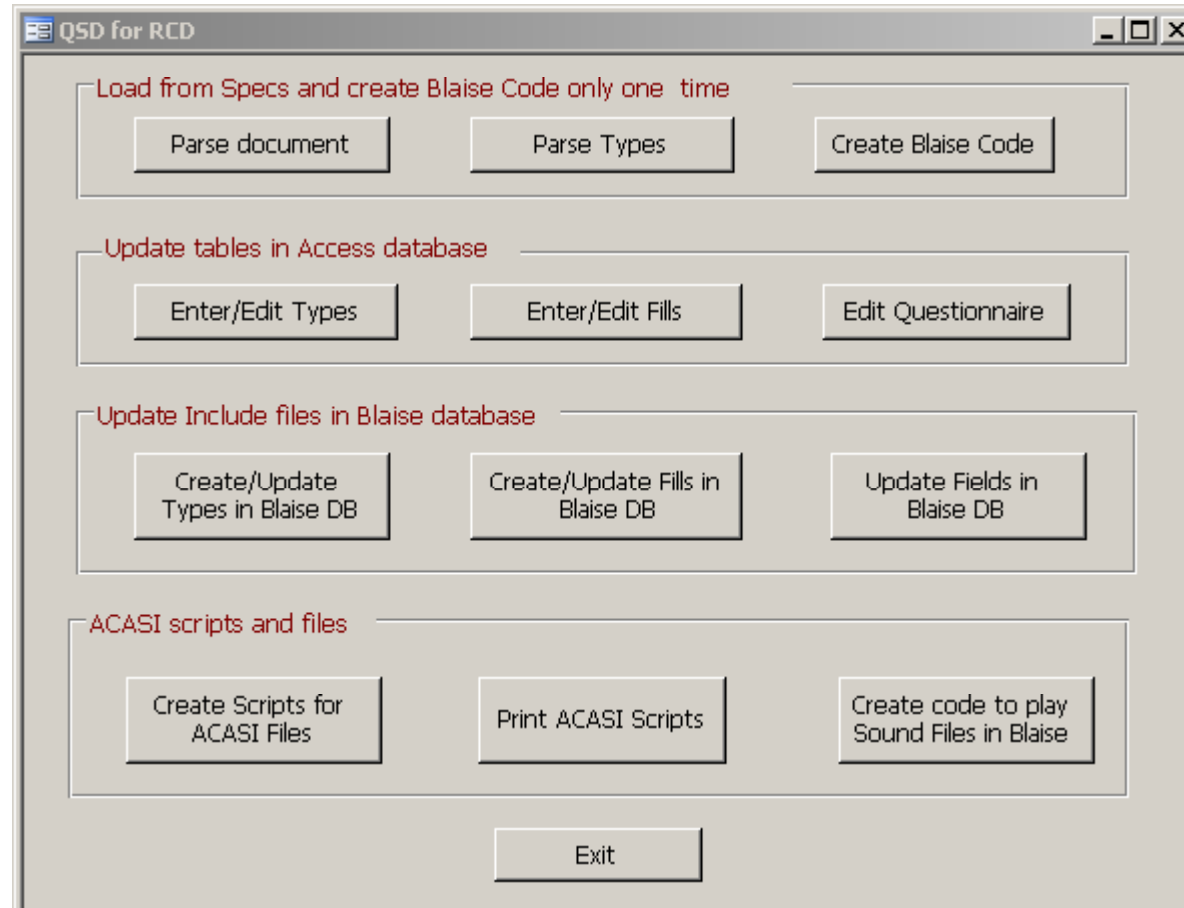 QSD for RCD
Load from Specs and create Blaise Code only one  time
Parse document
Parse Types
Create Blaise Code
Update tables in Access database
Enter/Edit Types
Enter/Edit Fills
Edit Questionnaire
Update Include files in Blaise database
Create/Update
Types in Blaise DB
Create/Update Fills in
Blaise DB
Update Fields in
Blaise DB
ACASI scripts and files
Create Scripts for
ACASI Files
Print ACASI Scripts
Create code to play
Sound Files in Blaise
Exit